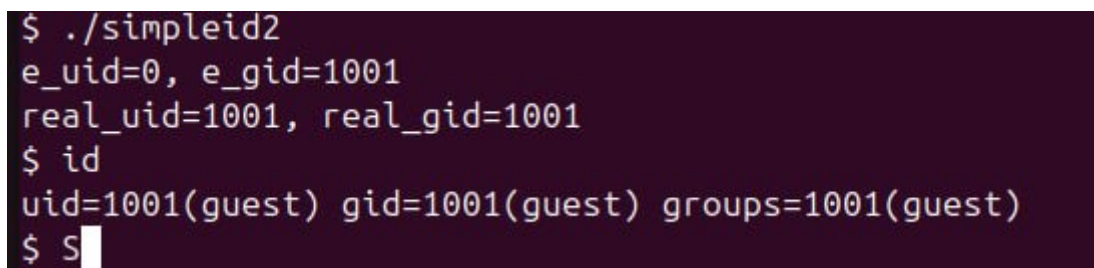 $ ./simpleid2
e_uid=0, e_gid=1001
real_uid=1001, real_gid=1001
$ id
uid=1001(guest) gid=1001(guest) groups=1001(guest)
$ S